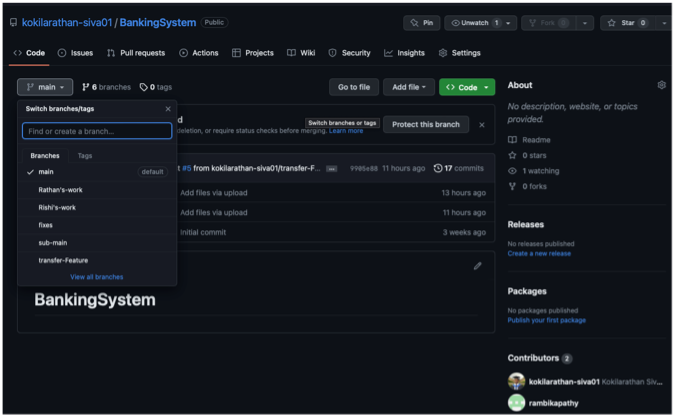 kokilarathan-siva01 / BankingSystem Public
Pin Unwatch 1 Fork 0 Star 0
Code Issues Pull requests Actions Projects Wiki Security Insights Settings
main 6 branches 0 tags Go to file Add file Code
Switch branches/tags
Find or create a branch...
Branches Tags
main default
Rathan's-work
Rishi's-work
fixes
sub-main
transfer-Feature
View all branches
d
deletion, or require status checks before merging. Learn more
Switch branches or tags
Protect this branch
t #5 from kokilarathan-siva01/transfer-F... 11 hours ago 17 commits
Add files via upload 13 hours ago
Add files via upload 11 hours ago
Initial commit 3 weeks ago
BankingSystem
About
No description, website, or topics
provided.
Readme
0 stars
1 watching
0 forks
Releases
No releases published
Create a new release
Packages
No packages published
Publish your first package
Contributors 2
kokilarathan-siva01 Kokilarathan Siv...
rambikapathy